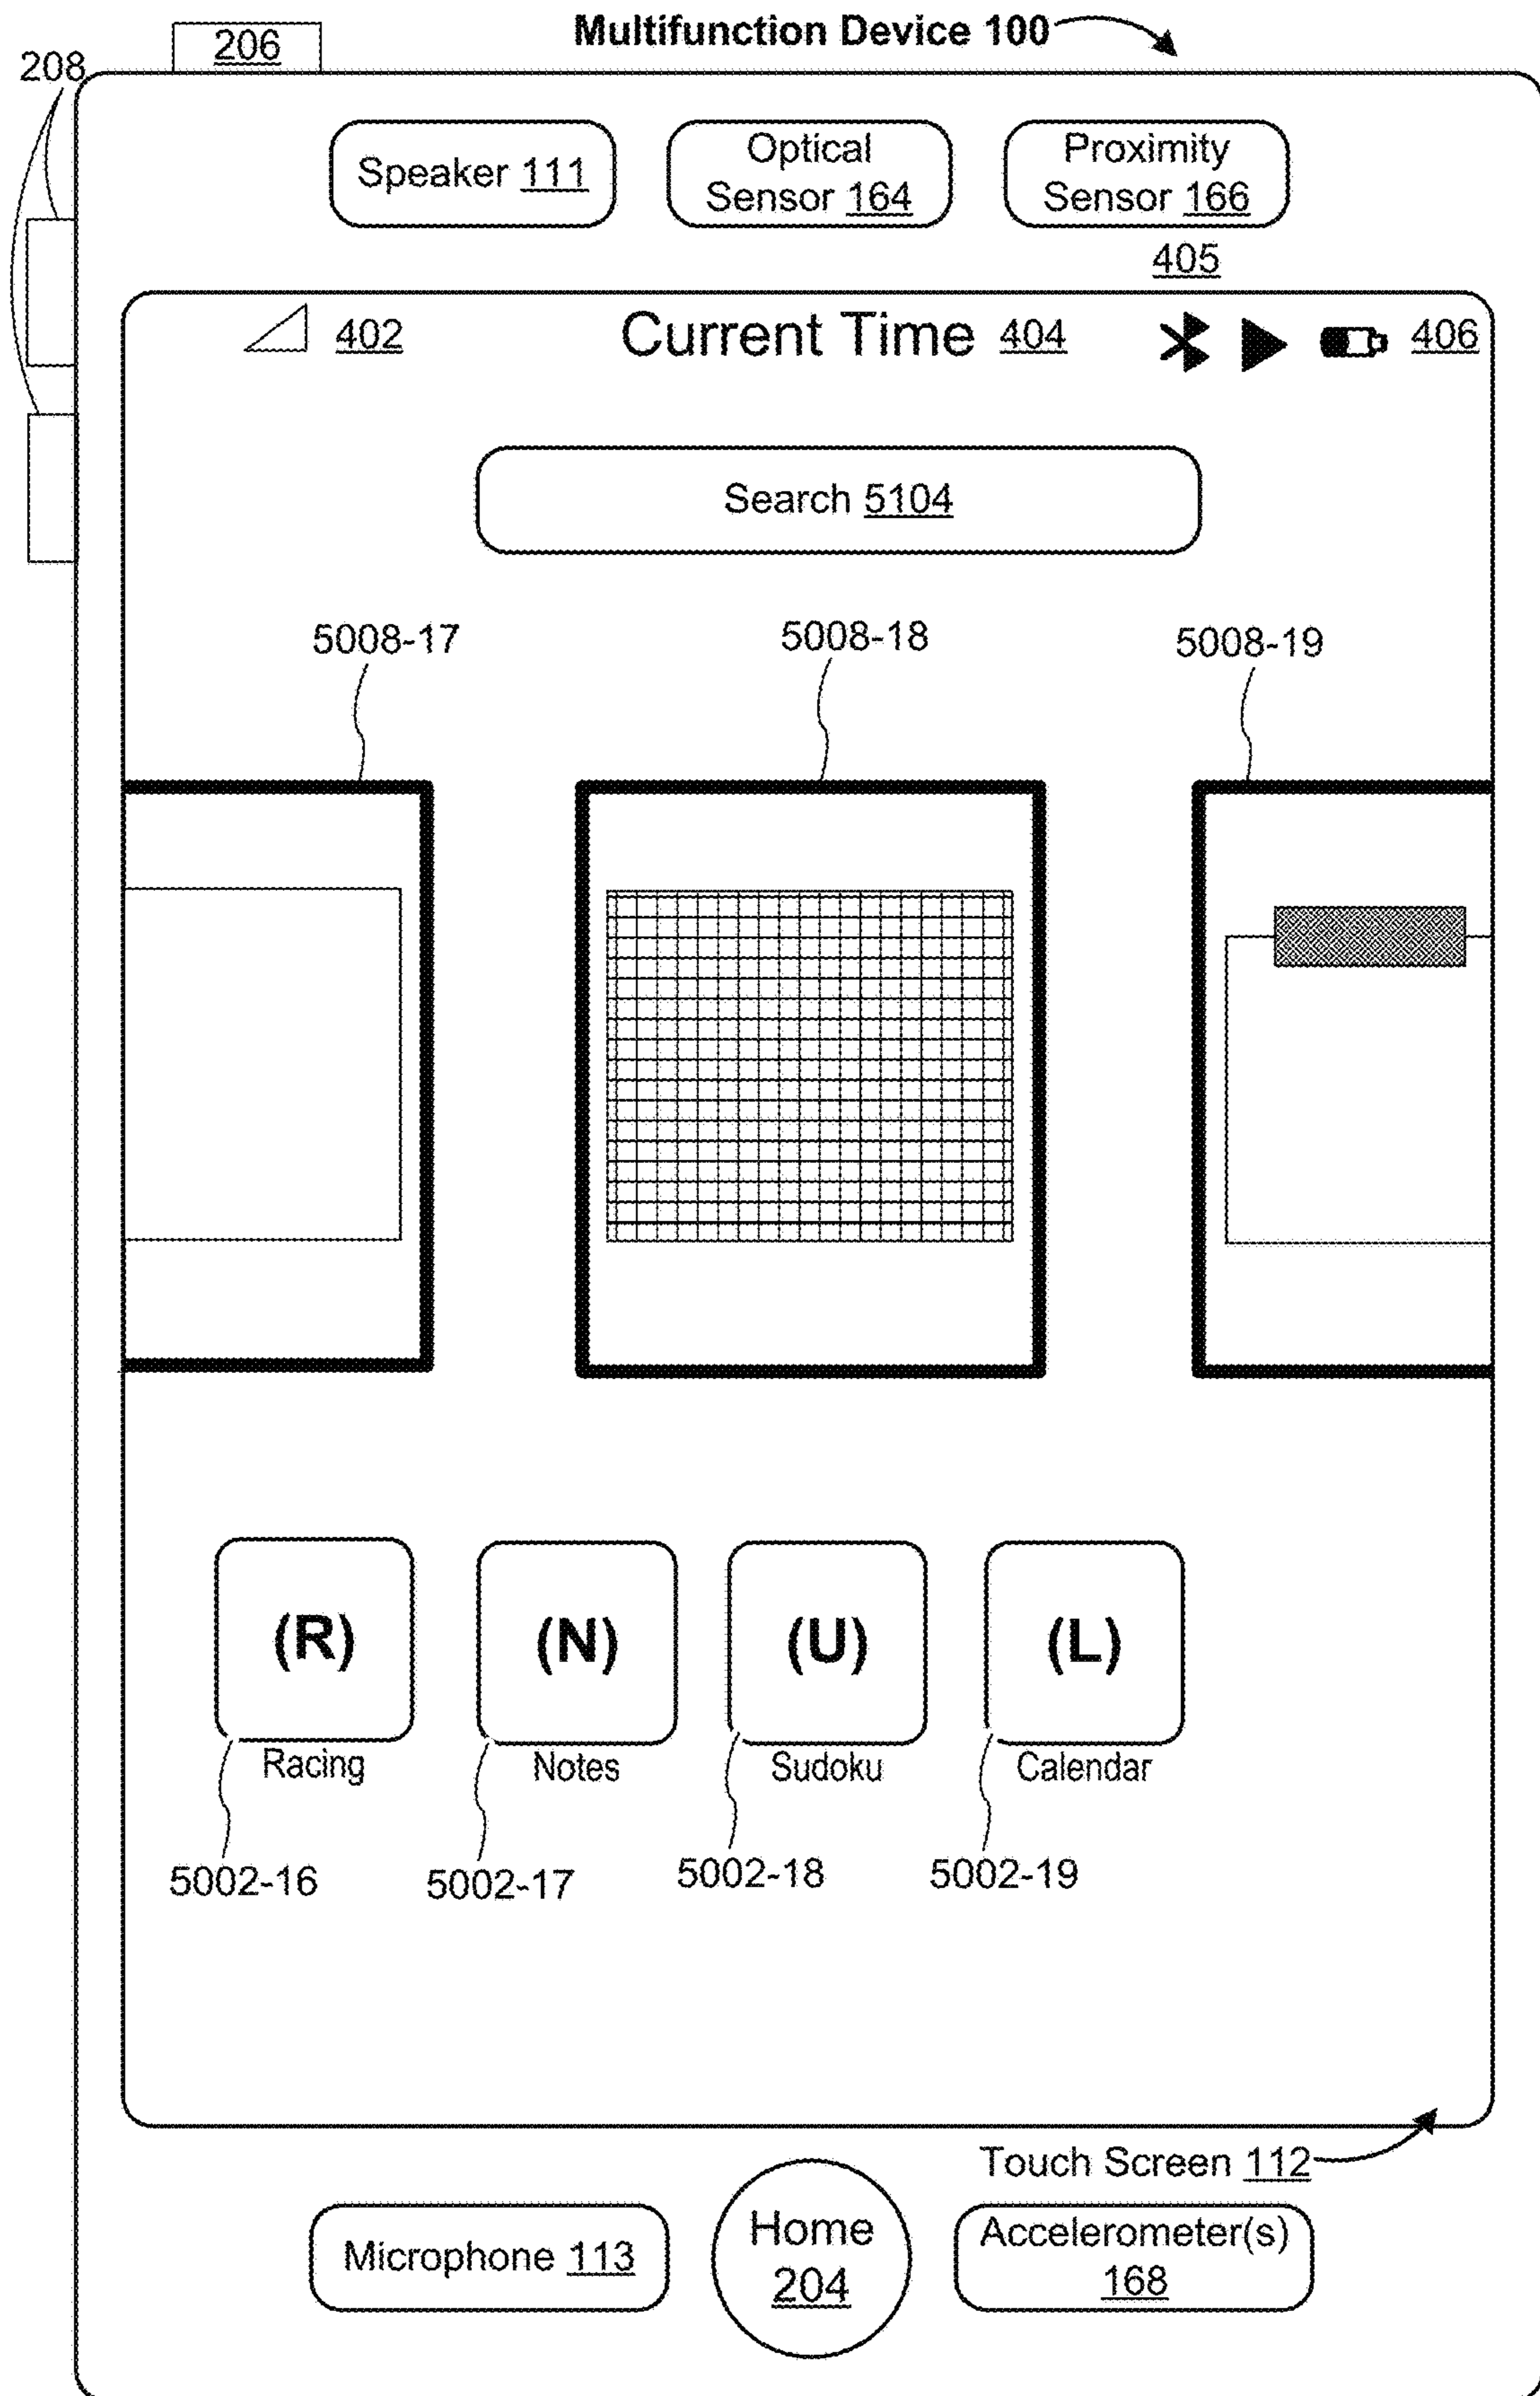 Multifunction Device 100
206
208
Speaker 111
Optical
Sensor 164
Proximity
Sensor 166
405
402
Current Time 404
406
Search 5104
5008-17
5008-18
5008-19
(R)
(N)
(U)
(L)
Racing
Notes
Sudoku
Calendar
5002-16
5002-17
5002-18
5002-19
Touch Screen 112
Microphone 113
Home
204
Accelerometer(s)
168